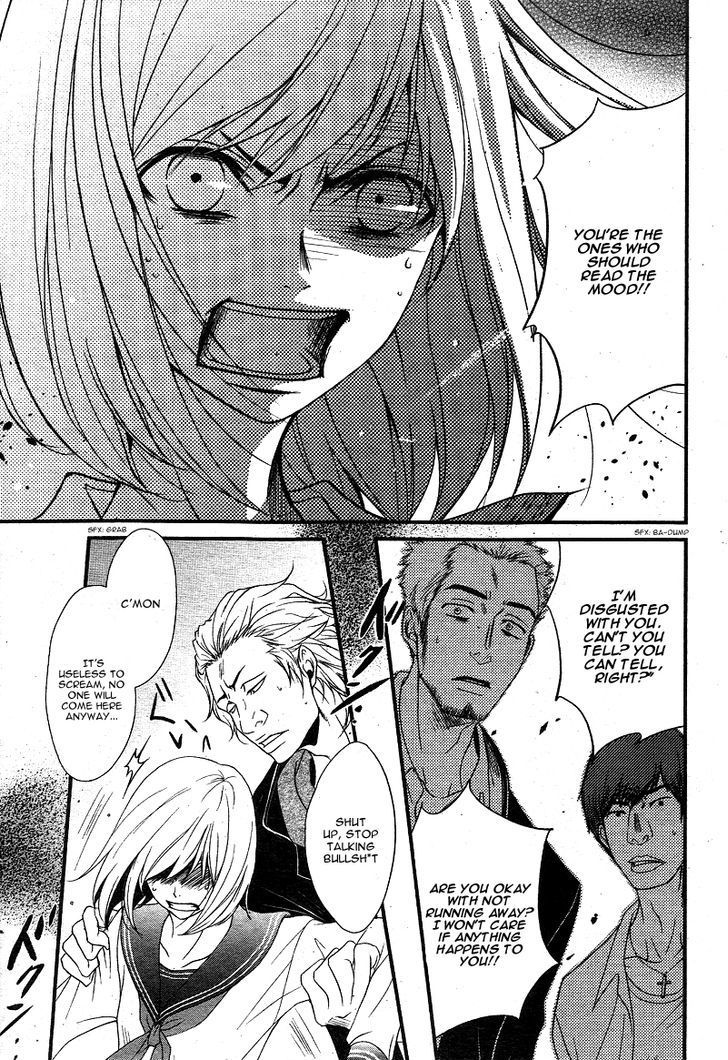 YOU'RE THE
ONES WHO
SHOULD
READ THE
MOOD!!
SFX: BA-DUMP
I'M
DISGUSTED
WITH YOU.
CAN'T YOU
TELL? YOU
CAN TELL,
RIGHT?"
ARE YOU OKAY
WITH NOT
RUNNING AWAY?
I WON'T CARE
IF ANYTHING
HAPPENS TO
YOU!!
SFX: GRAB
C'MON
IT'S
USELESS TO
SCREAM, NO
ONE WILL
COME HERE
ANYWAY...
SHUT
UP, STOP
TALKING
BULLSH*T